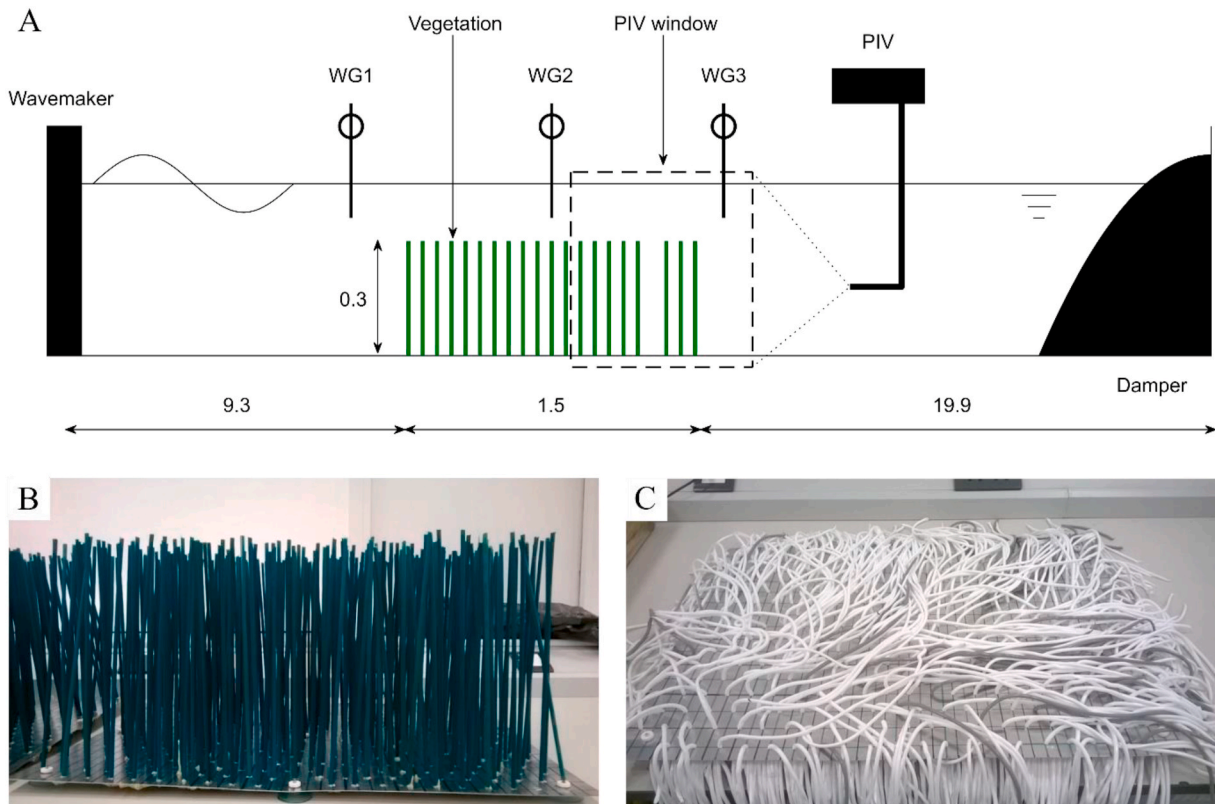 A
Vegetation
PIV window
PIV
WG1
WG2
WG3
Wavemaker
0.3
Damper
9.3
1.5
19.9
B
C